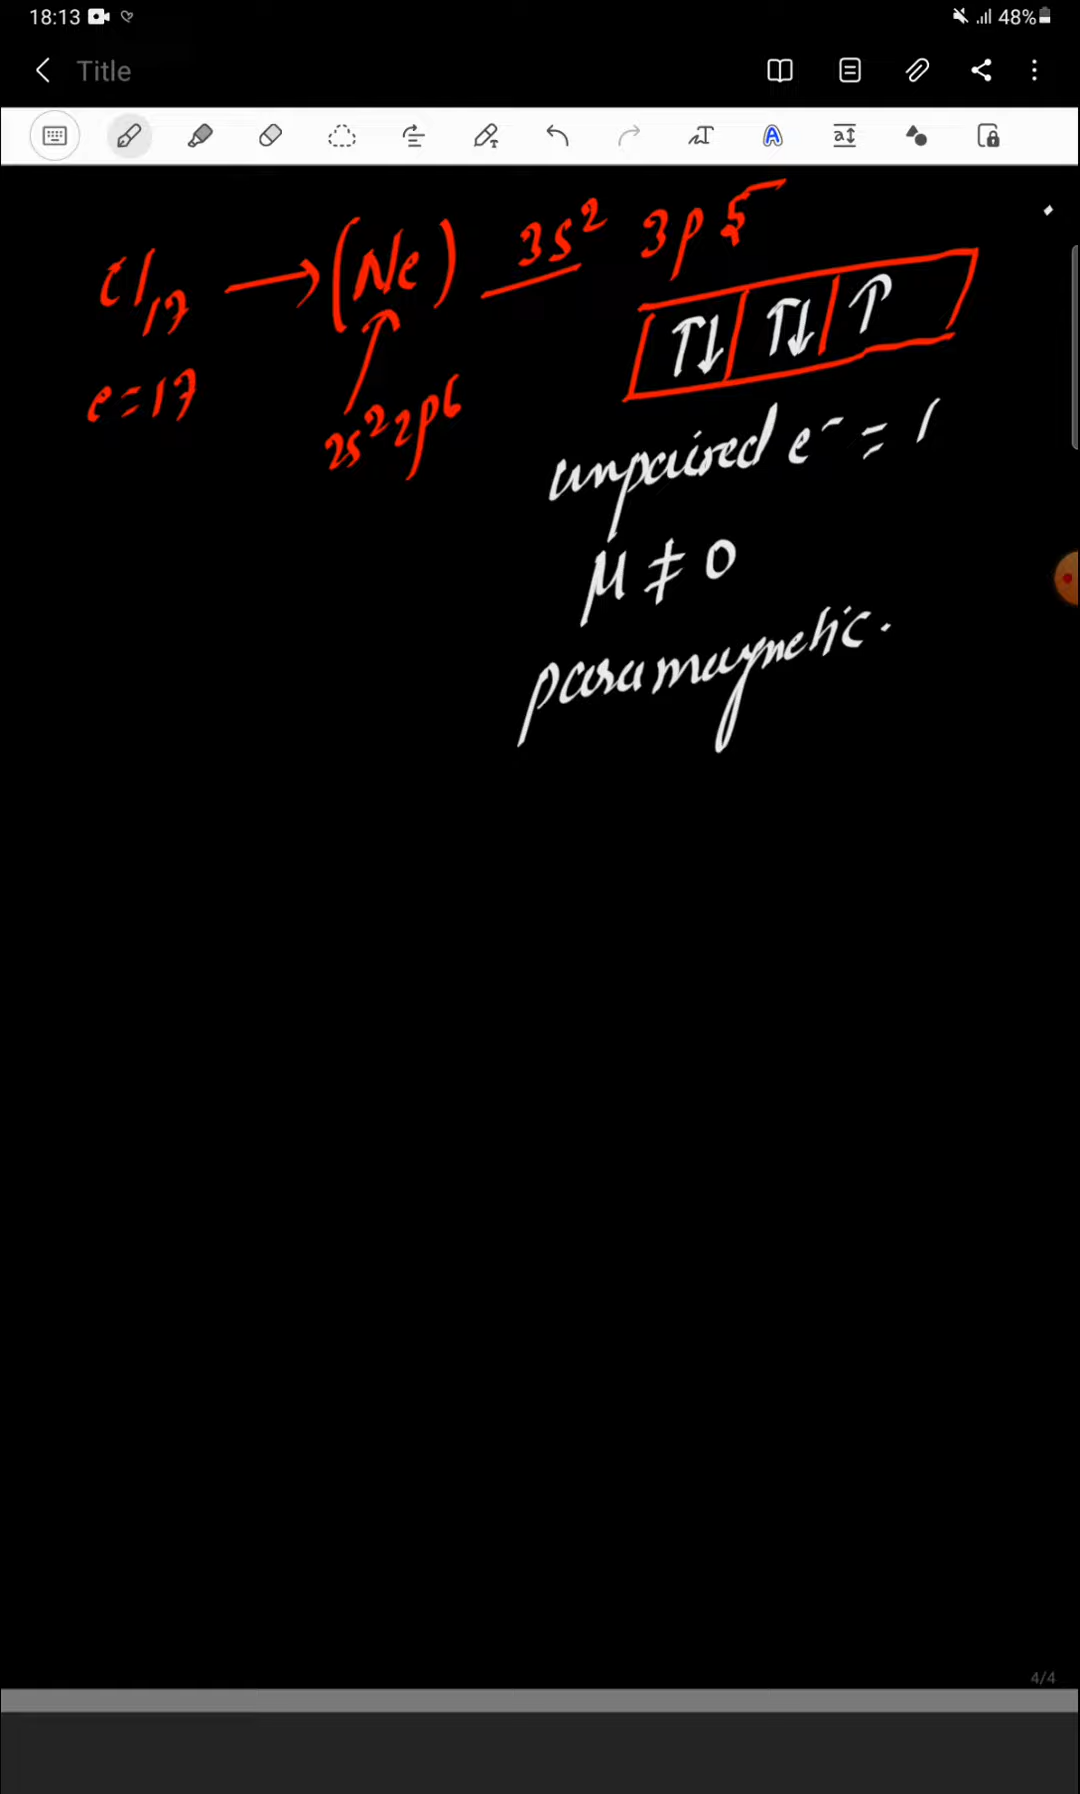 18:13 48%
Title
Cl₁₇ → (Ne) 3s² 3p⁵
e=17
2s² 2p⁶
↑↓ ↑↓ ↑
unpaired e⁻ = 1
μ ≠ 0
paramagnetic.
4/4